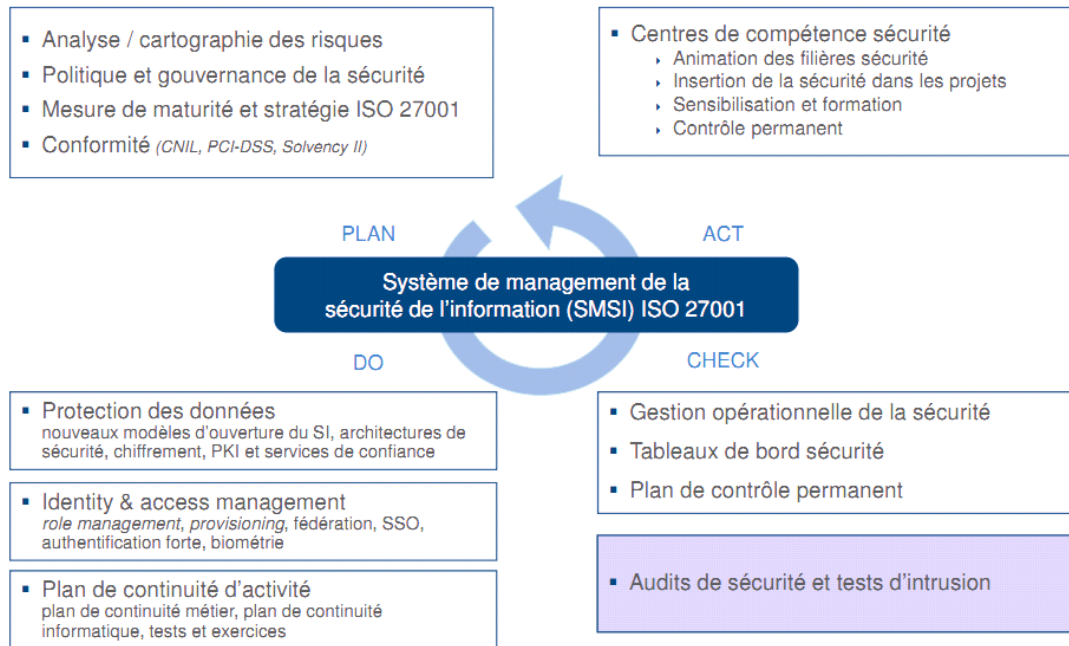 Analyse / cartographie des risques
Politique et gouvernance de la sécurité
Mesure de maturité et stratégie ISO 27001
Conformité (CNIL, PCI-DSS, Solvency II)
Centres de compétence sécurité
Animation des filières sécurité
Insertion de la sécurité dans les projets
Sensibilisation et formation
Contrôle permanent
PLAN
ACT
Système de management de la
sécurité de l'information (SMSI) ISO 27001
DO
CHECK
Protection des données
nouveaux modèles d'ouverture du SI, architectures de
sécurité, chiffrement, PKI et services de confiance
Identity & access management
role management, provisioning, fédération, SSO,
authentification forte, biométrie
Plan de continuité d'activité
plan de continuité métier, plan de continuité
informatique, tests et exercices
Gestion opérationnelle de la sécurité
Tableaux de bord sécurité
Plan de contrôle permanent
Audits de sécurité et tests d'intrusion